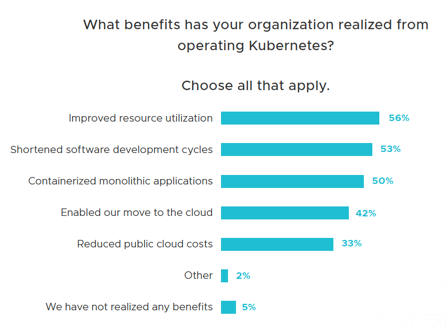 What benefits has your organization realized from
operating Kubernetes?
Choose all that apply.
Improved resource utilization 56%
Shortened software development cycles 53%
Containerized monolithic applications 50%
Enabled our move to the cloud 42%
Reduced public cloud costs 33%
Other 2%
We have not realized any benefits 5%